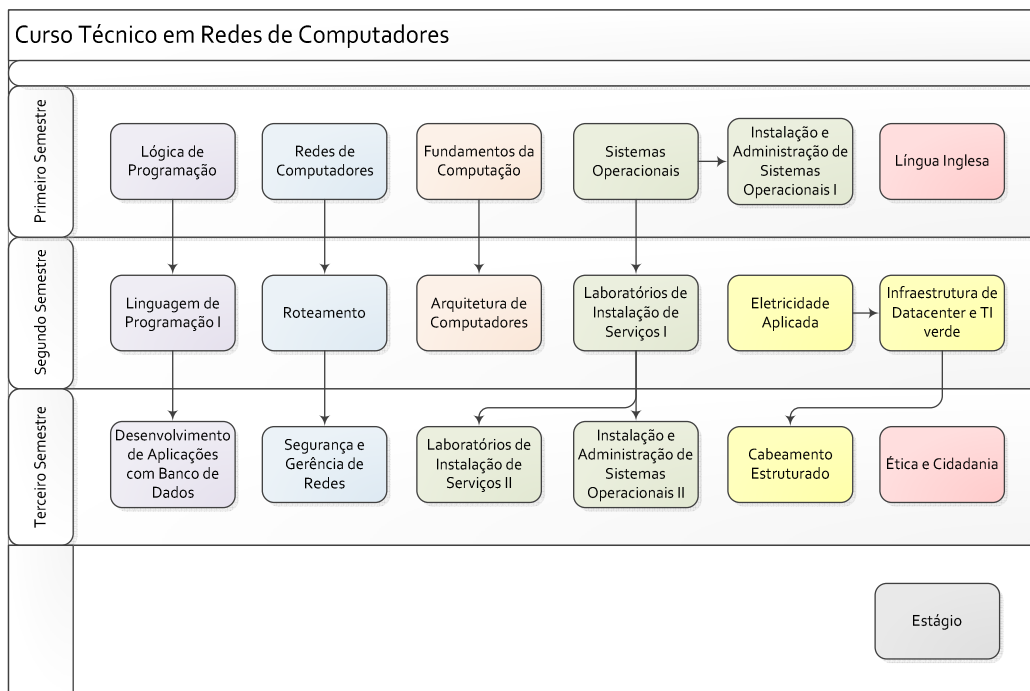 Curso Técnico em Redes de Computadores
Primeiro Semestre
Lógica de
Programação
Redes de
Computadores
Fundamentos da
Computação
Sistemas
Operacionais
Instalação e
Administração de
Sistemas
Operacionais I
Língua Inglesa
Segundo Semestre
Linguagem de
Programação I
Roteamento
Arquitetura de
Computadores
Laboratórios de
Instalação de
Serviços I
Eletricidade
Aplicada
Infraestrutura de
Datacenter e TI
verde
Terceiro Semestre
Desenvolvimento
de Aplicações
com Banco de
Dados
Segurança e
Gerência de
Redes
Laboratórios de
Instalação de
Serviços II
Instalação e
Administração de
Sistemas
Operacionais II
Cabeamento
Estruturado
Ética e Cidadania
Estágio